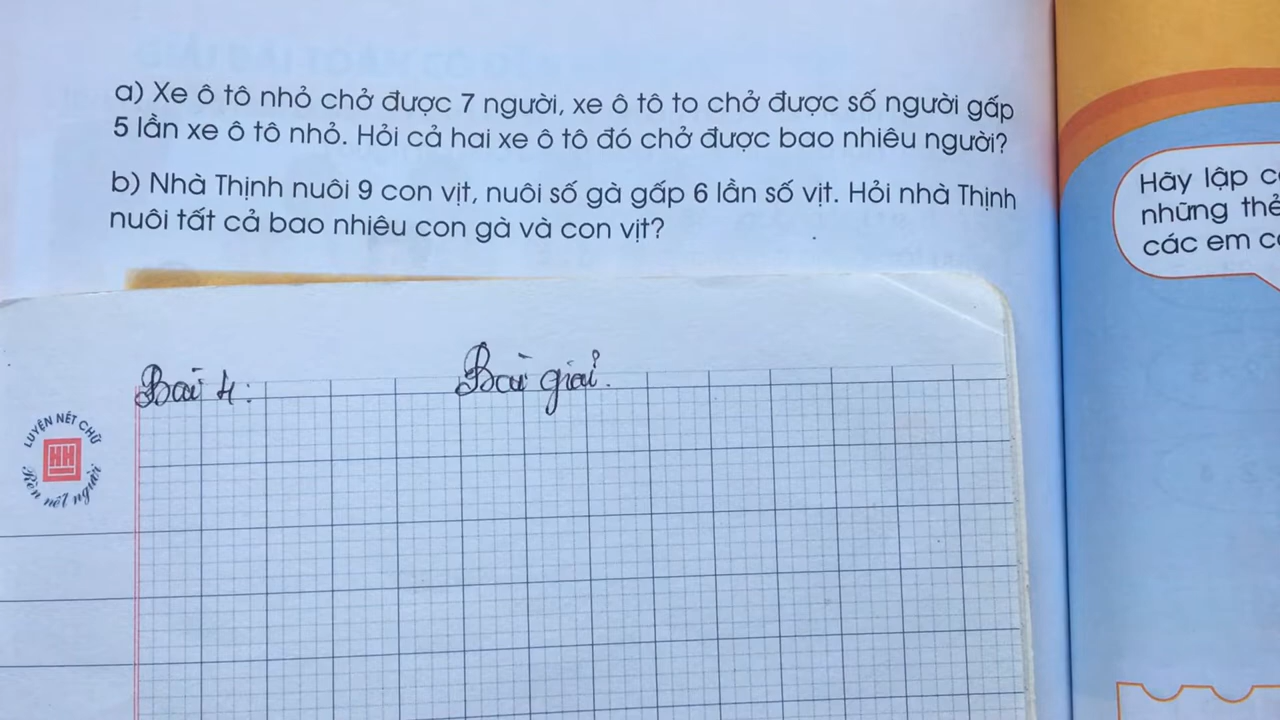 a) Xe ô tô nhỏ chở được 7 người, xe ô tô to chở được số người gấp
5 lần xe ô tô nhỏ. Hỏi cả hai xe ô tô đó chở được bao nhiêu người?
b) Nhà Thịnh nuôi 9 con vịt, nuôi số gà gấp 6 lần số vịt. Hỏi nhà Thịnh
nuôi tất cả bao nhiêu con gà và con vịt?
Hãy lập
những
các em
Bài 4:
Bài giải.
LUYỆN NÉT CHỮ
HH
Rèn nết người